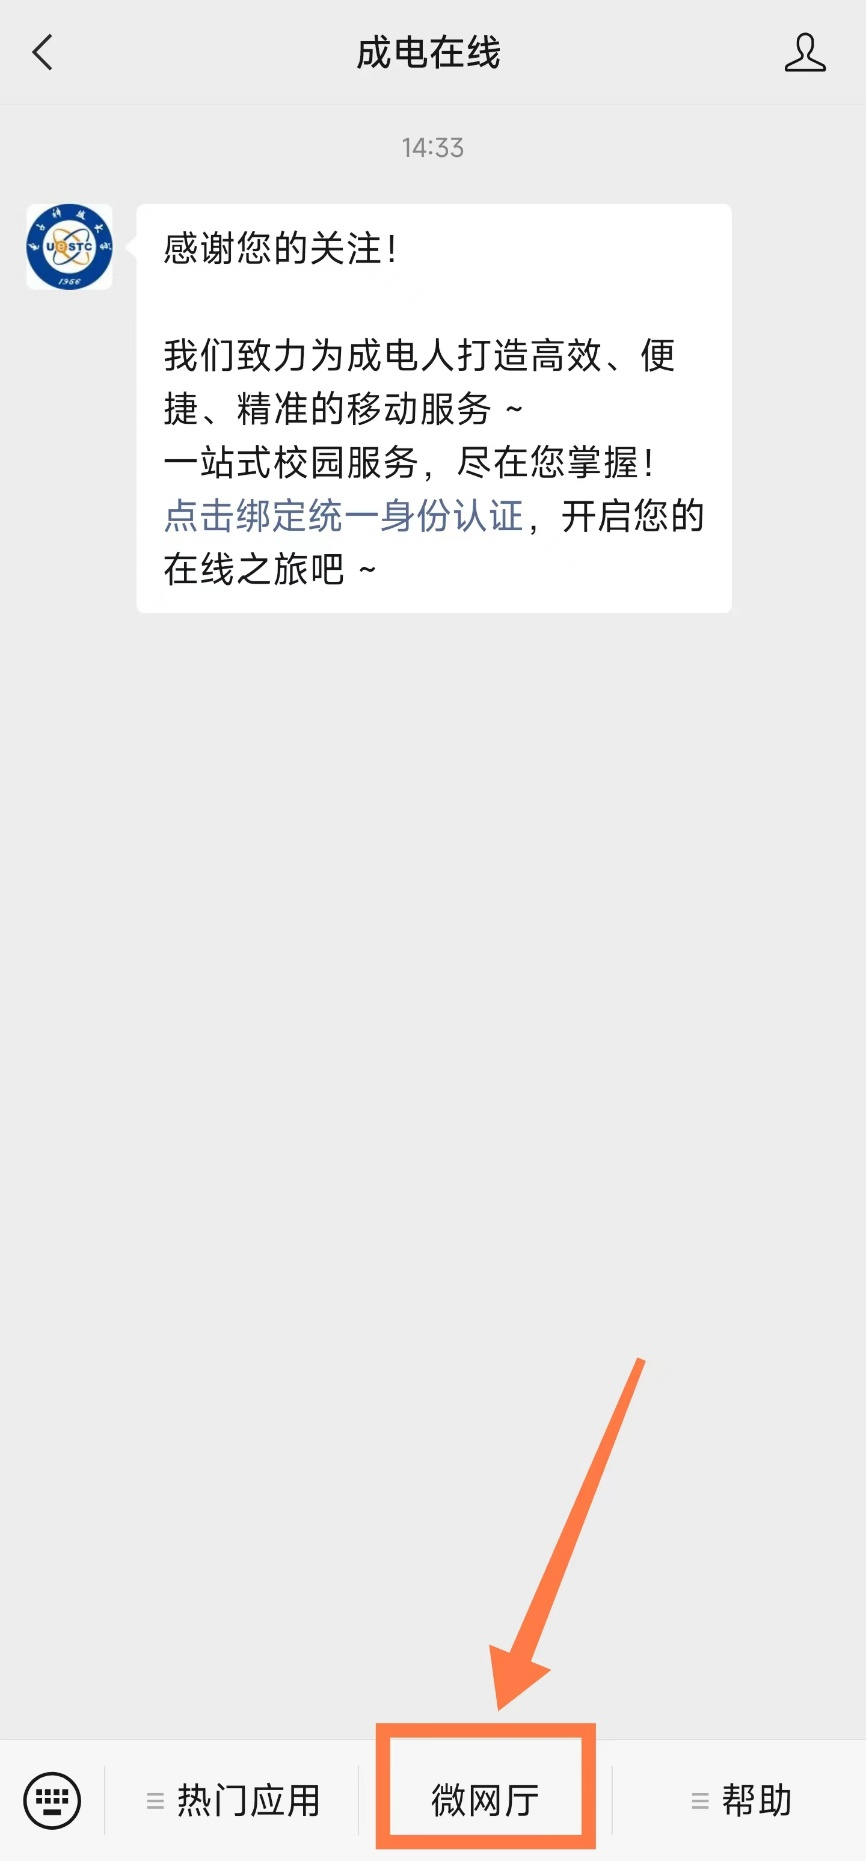 成电在线
14:33
UESTC
1956
感谢您的关注！
我们致力为成电人打造高效、便
捷、精准的移动服务 ~
一站式校园服务，尽在您掌握！
点击绑定统一身份认证，开启您的
在线之旅吧 ~
热门应用
微网厅
帮助